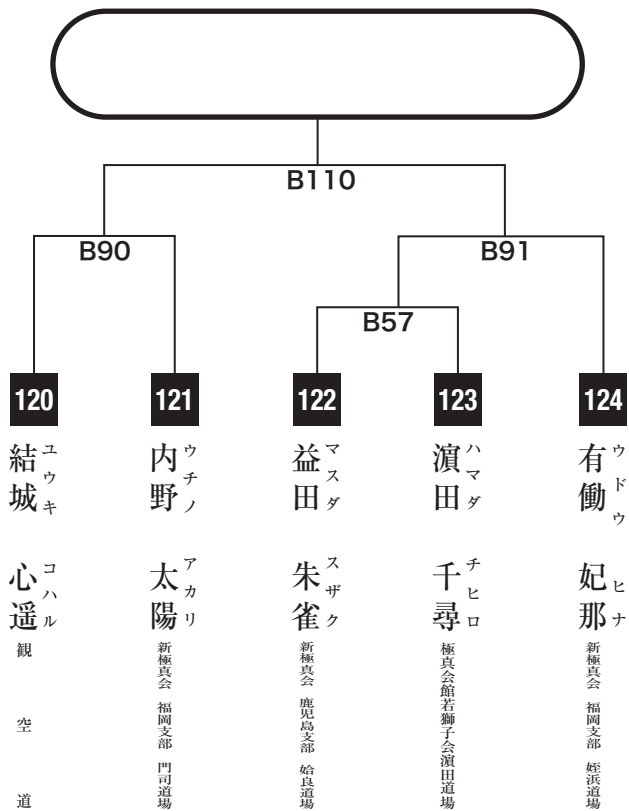 B110
B90
B91
B57
120
結城 心遥
ユウキ コハル
観空道
121
内野 太陽
ウチノ アカリ
新極真会 福岡支部 門司道場
122
益田 朱雀
マスダ スザク
新極真会 鹿児島支部 姶良道場
123
濵田 千尋
ハマダ チヒロ
極真会館若獅子会濵田道場
124
有働 妃那
ウドウ ヒナ
新極真会 福岡支部 姪浜道場